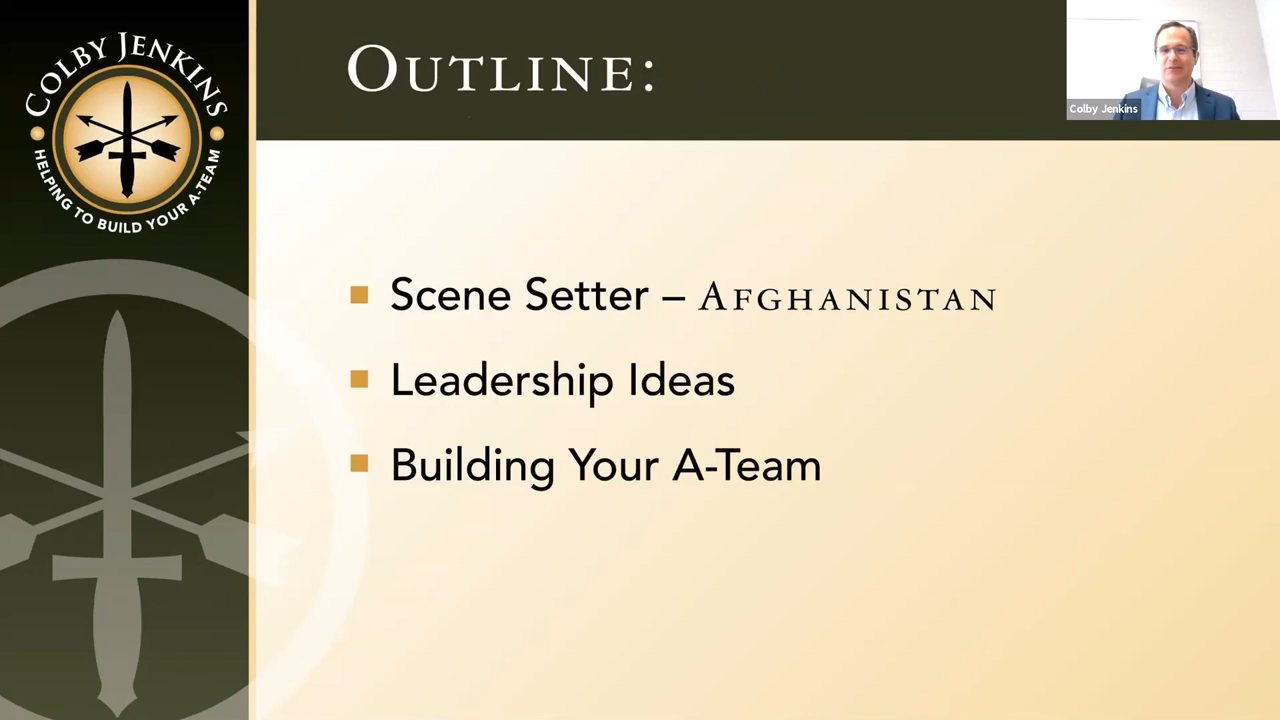 COLBY JENKINS
HELPING TO BUILD YOUR A-TEAM
OUTLINE:
Colby Jenkins
Scene Setter – AFGHANISTAN
Leadership Ideas
Building Your A-Team